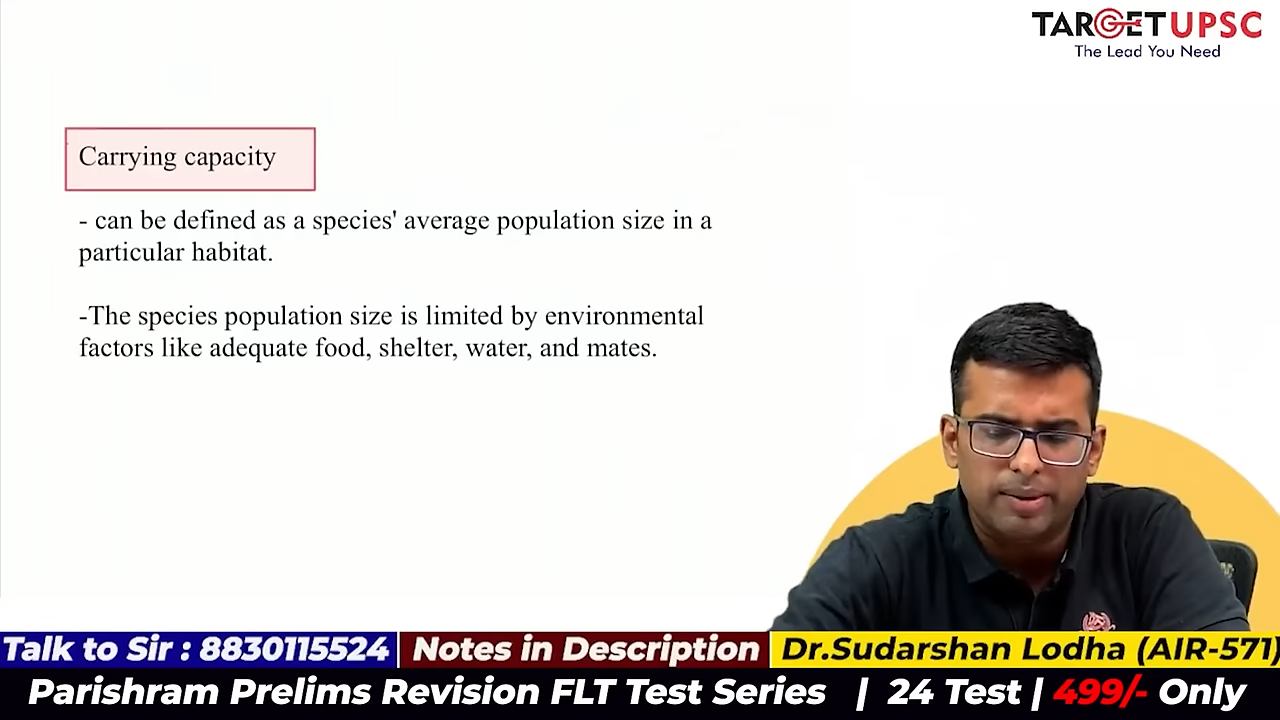 TARGETUPSC
The Lead You Need
Carrying capacity
- can be defined as a species' average population size in a
particular habitat.
-The species population size is limited by environmental
factors like adequate food, shelter, water, and mates.
Talk to Sir : 8830115524
Notes in Description
Dr.Sudarshan Lodha (AIR-571)
Parishram Prelims Revision FLT Test Series | 24 Test | 499/- Only